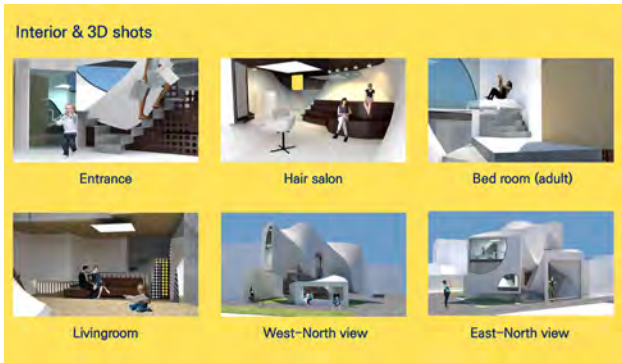 Interior & 3D shots
Entrance
Hair salon
Bed room (adult)
Livingroom
West-North view
East-North view